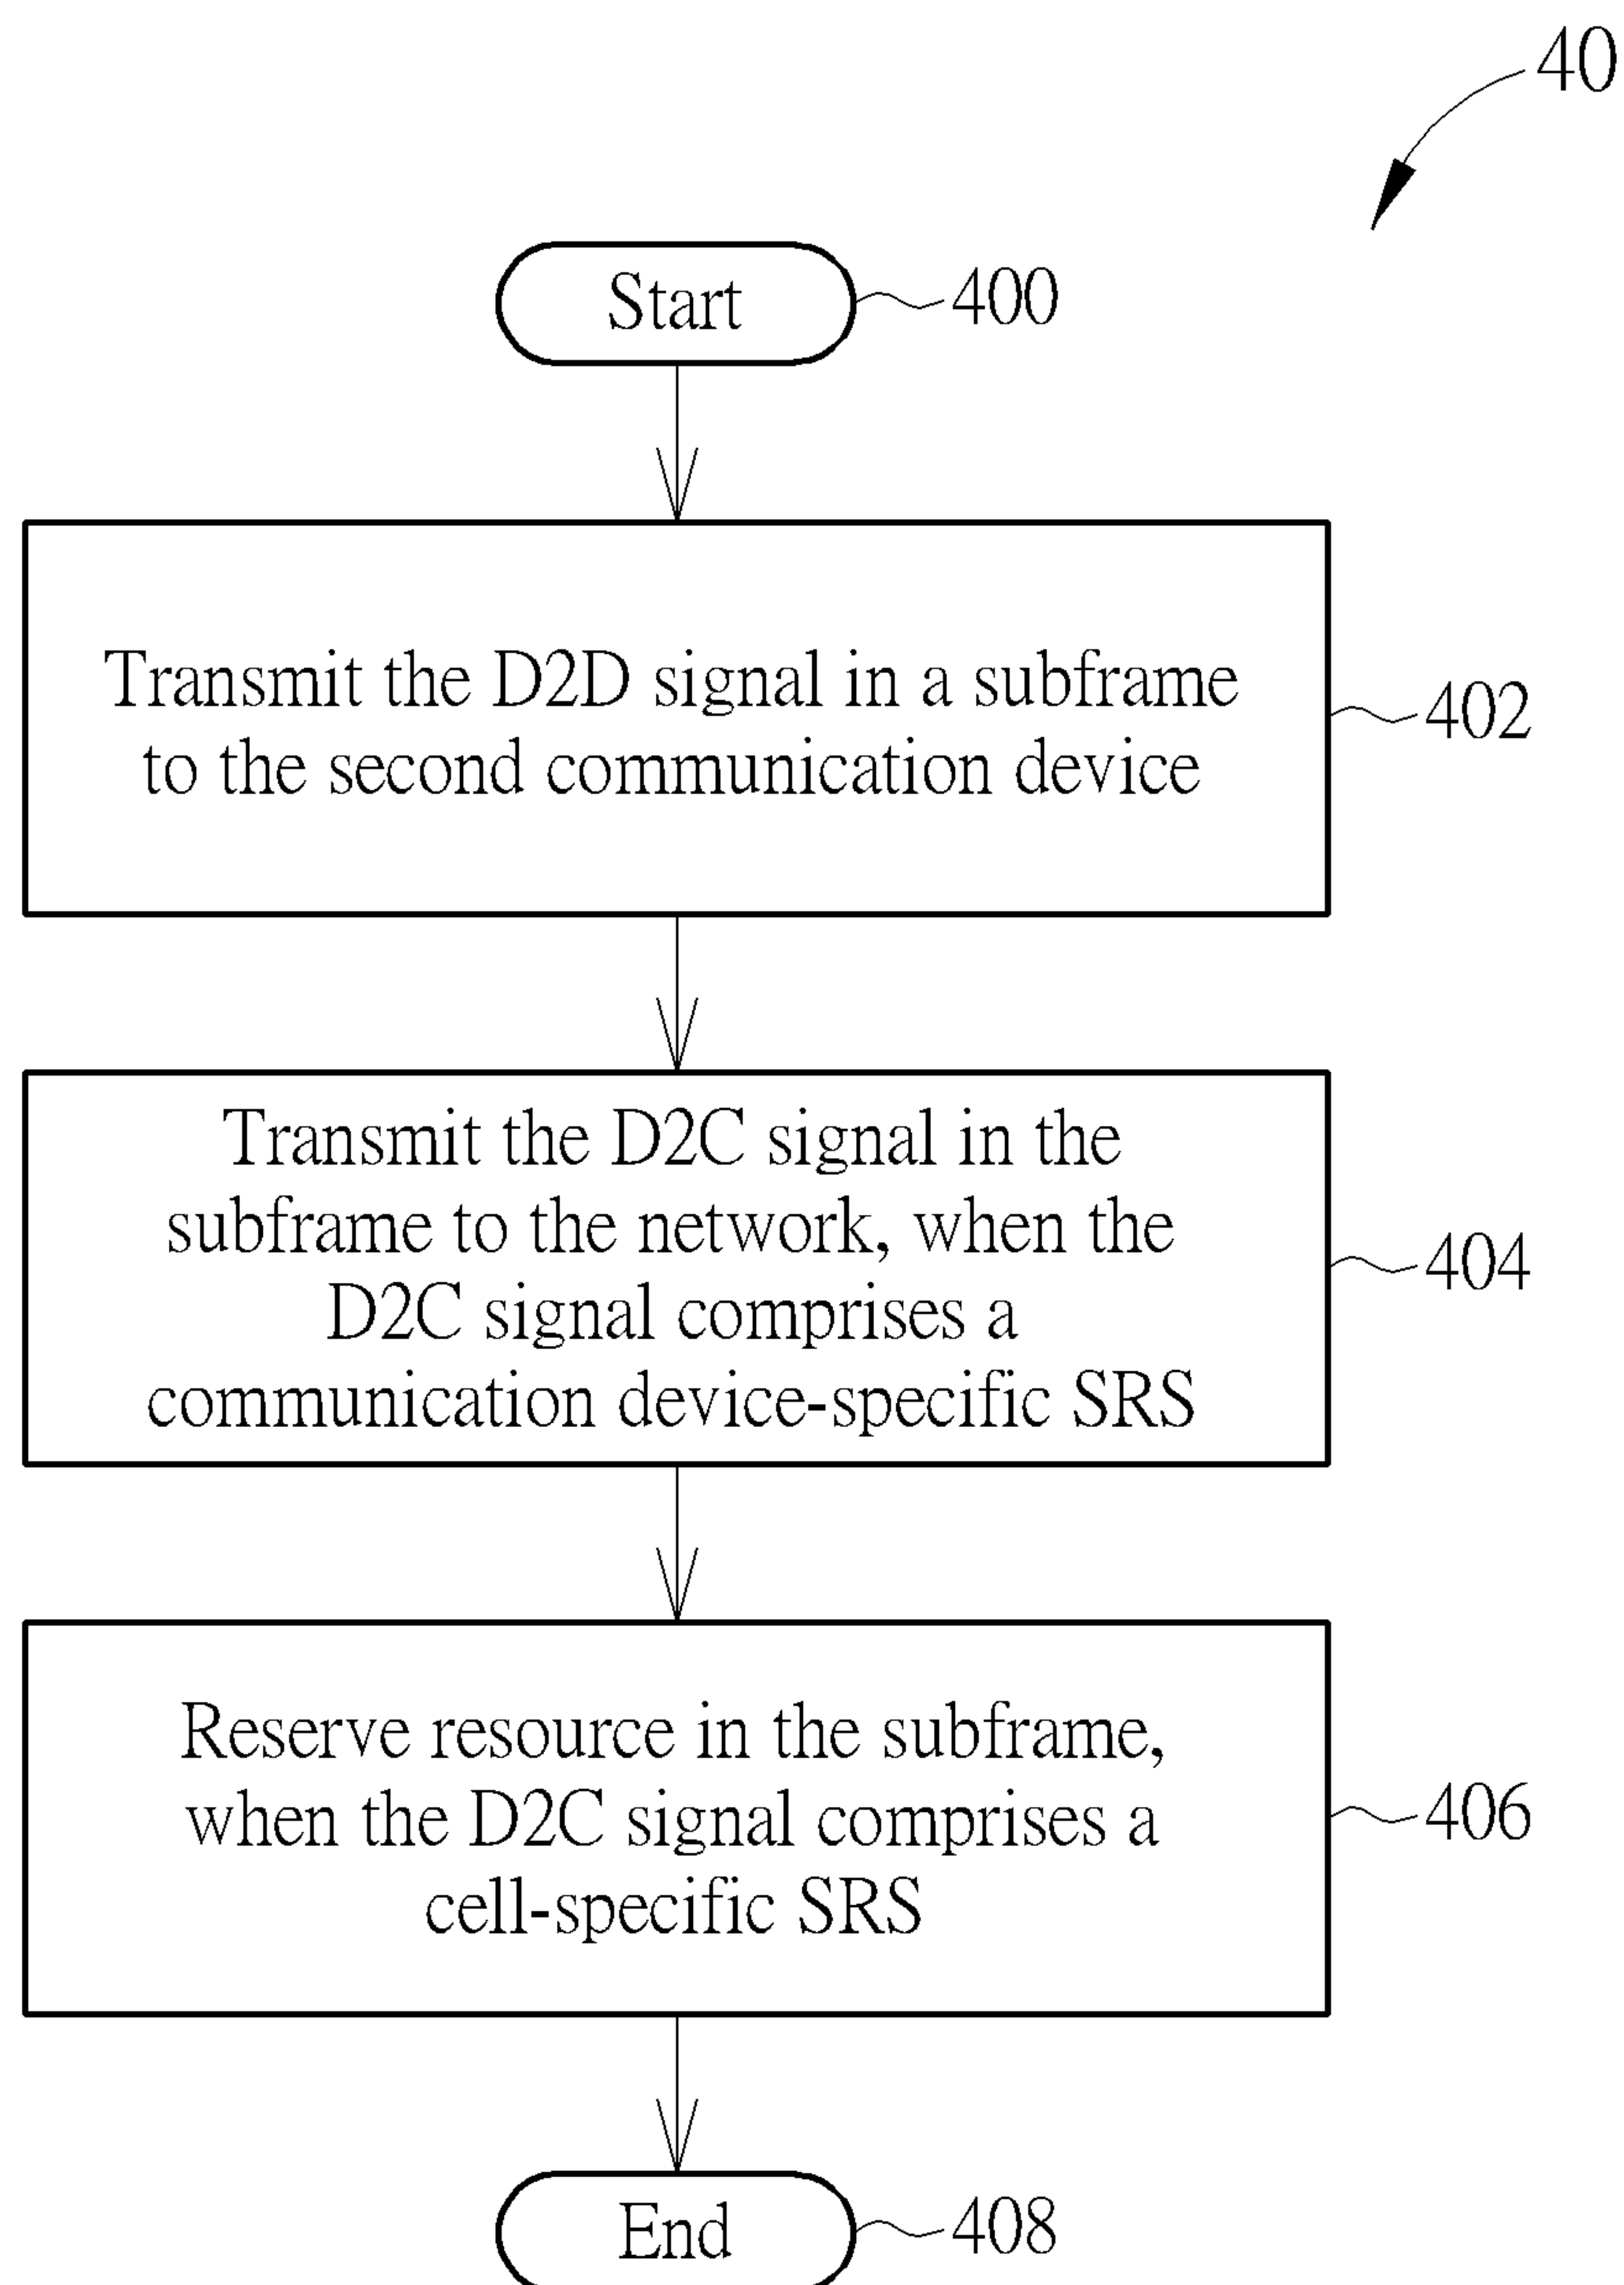 40
Start
400
Transmit the D2D signal in a subframe
to the second communication device
402
Transmit the D2C signal in the
subframe to the network, when the
D2C signal comprises a
communication device-specific SRS
404
Reserve resource in the subframe,
when the D2C signal comprises a
cell-specific SRS
406
End
408